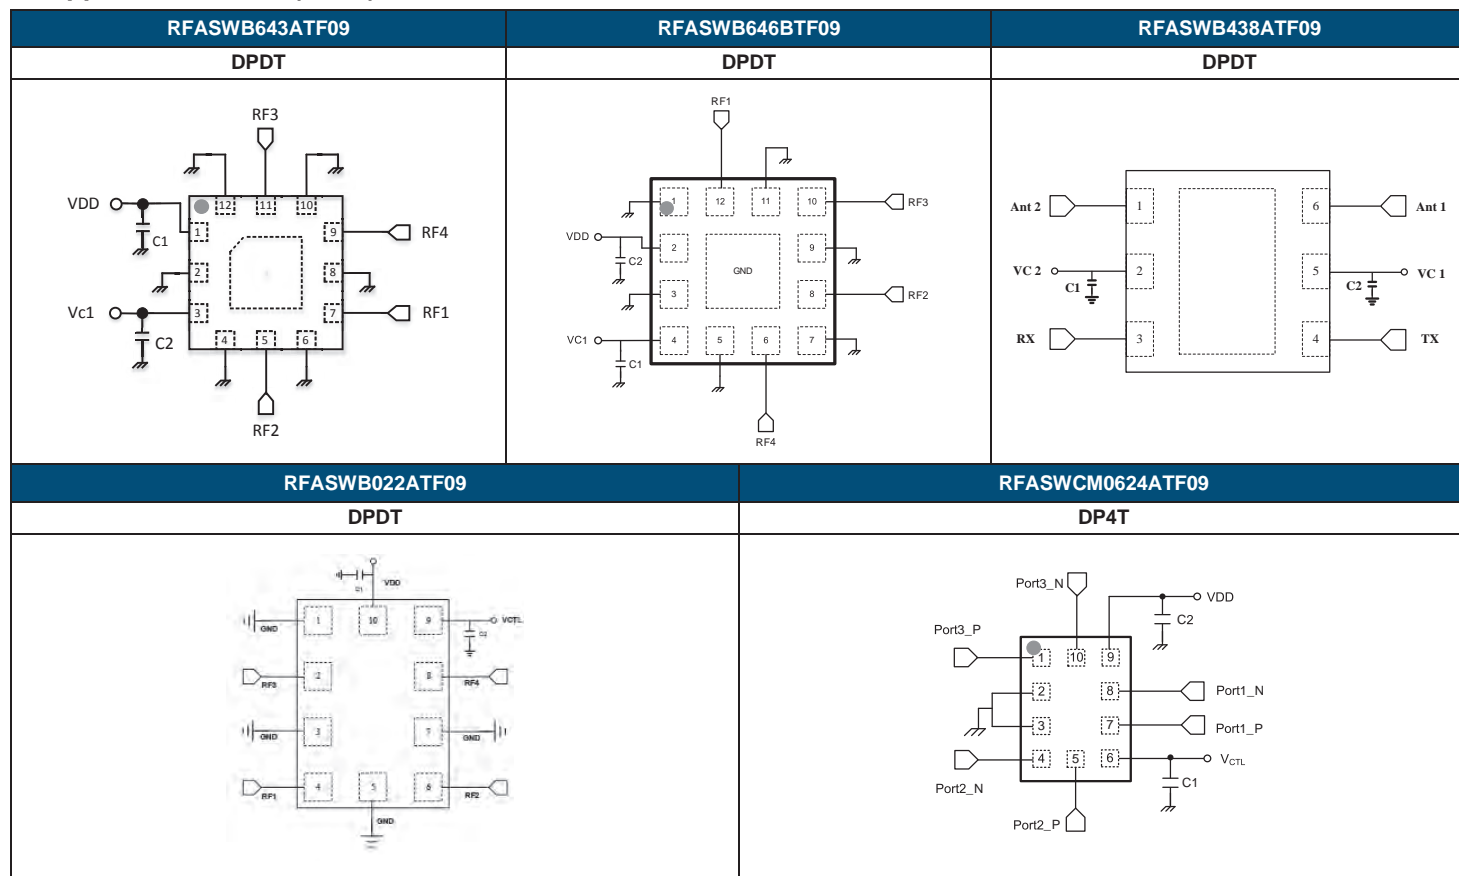 RFASWB643ATF09
RFASWB646BTF09
RFASWB438ATF09
DPDT
DPDT
DPDT
RF3
VDD
C1
12
11
10
1
9
RF4
2
8
Vc1
3
7
RF1
C2
4
5
6
RF2
RF1
1
12
11
10
RF3
VDD
C2
2
GND
9
3
8
RF2
VC1
C1
4
5
6
7
RF4
Ant 2
1
6
Ant 1
VC 2
C1
2
5
C2
VC 1
RX
3
4
TX
RFASWB022ATF09
RFASWCM0624ATF09
DPDT
DP4T
C1
VDD
GND
1
10
9
VCTL
C2
RF3
2
8
RF4
GND
3
7
GND
RF1
4
5
6
RF2
GND
Port3_N
VDD
C2
Port3_P
1
10
9
2
8
Port1_N
3
7
Port1_P
4
5
6
VCTL
Port2_N
C1
Port2_P